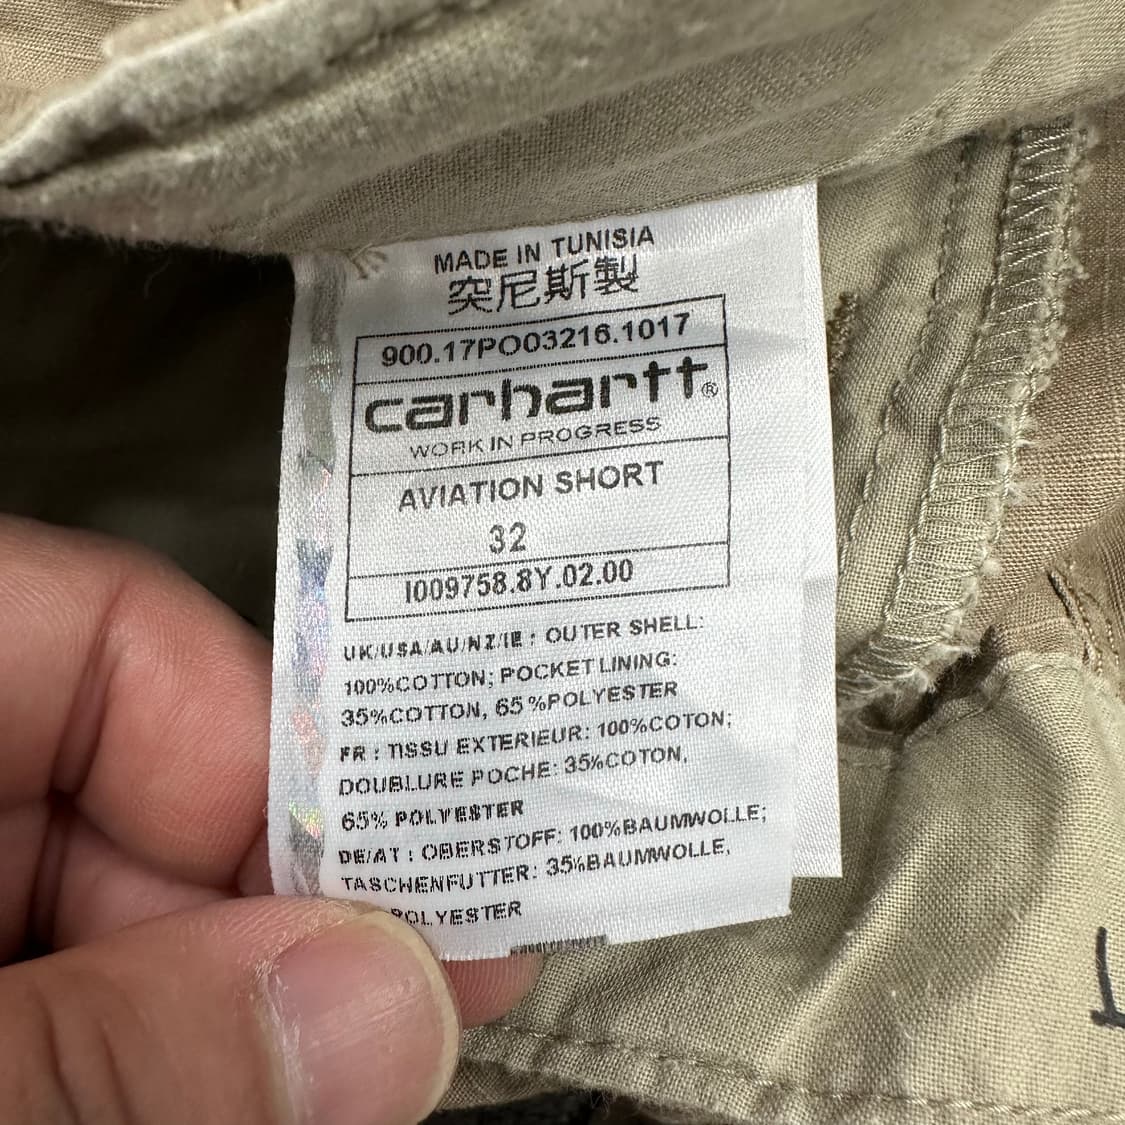 MADE IN TUNISIA
突尼斯製
900.17PO03216.1017
carhartt®
WORK IN PROGRESS
AVIATION SHORT
32
I009758.8Y.02.00
UK/USA/AU/NZ/IE : OUTER SHELL:
100%COTTON; POCKET LINING:
35%COTTON, 65%POLYESTER
FR : TISSU EXTERIEUR: 100%COTON;
DOUBLURE POCHE: 35%COTON,
65% POLYESTER
DE/AT : OBERSTOFF: 100%BAUMWOLLE;
TASCHENFUTTER: 35%BAUMWOLLE,
POLYESTER